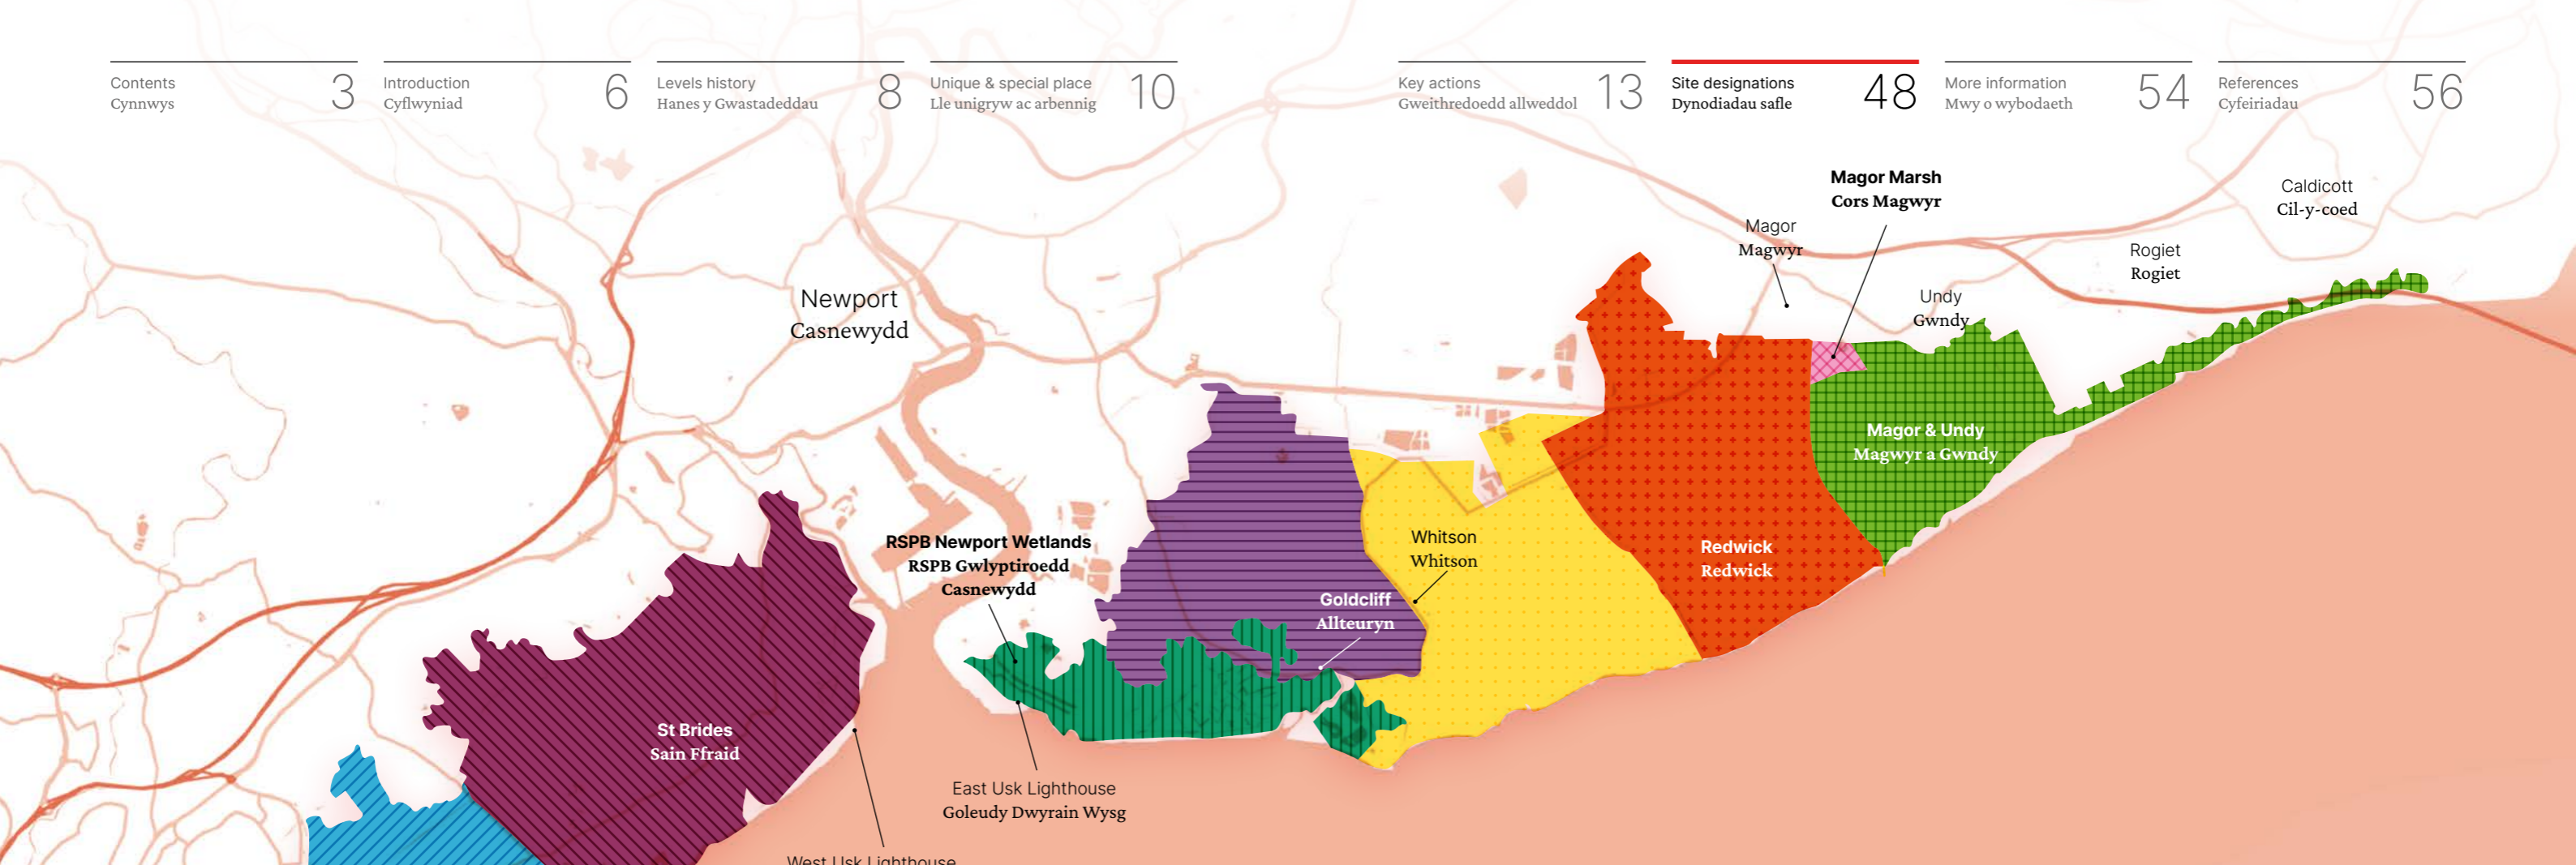 Contents
Cynnwys
3
Introduction
Cyflwyniad
6
Levels history
Hanes y Gwastadeddau
8
Unique & special place
Lle unigryw ac arbennig
10
Key actions
Gweithredoedd allweddol
13
Site designations
Dynodiadau safle
48
More information
Mwy o wybodaeth
54
References
Cyfeiriadau
56
Magor Marsh
Cors Magwyr
Caldicott
Cil-y-coed
Magor
Magwyr
Rogiet
Rogiet
Undy
Gwndy
Newport
Casnewydd
Magor & Undy
Magwyr a Gwndy
RSPB Newport Wetlands
RSPB Gwlyptiroedd
Casnewydd
Whitson
Whitson
Redwick
Redwick
Goldcliff
Allteuryn
St Brides
Sain Ffraid
East Usk Lighthouse
Goleudy Dwyrain Wysg
West Usk Lighthouse